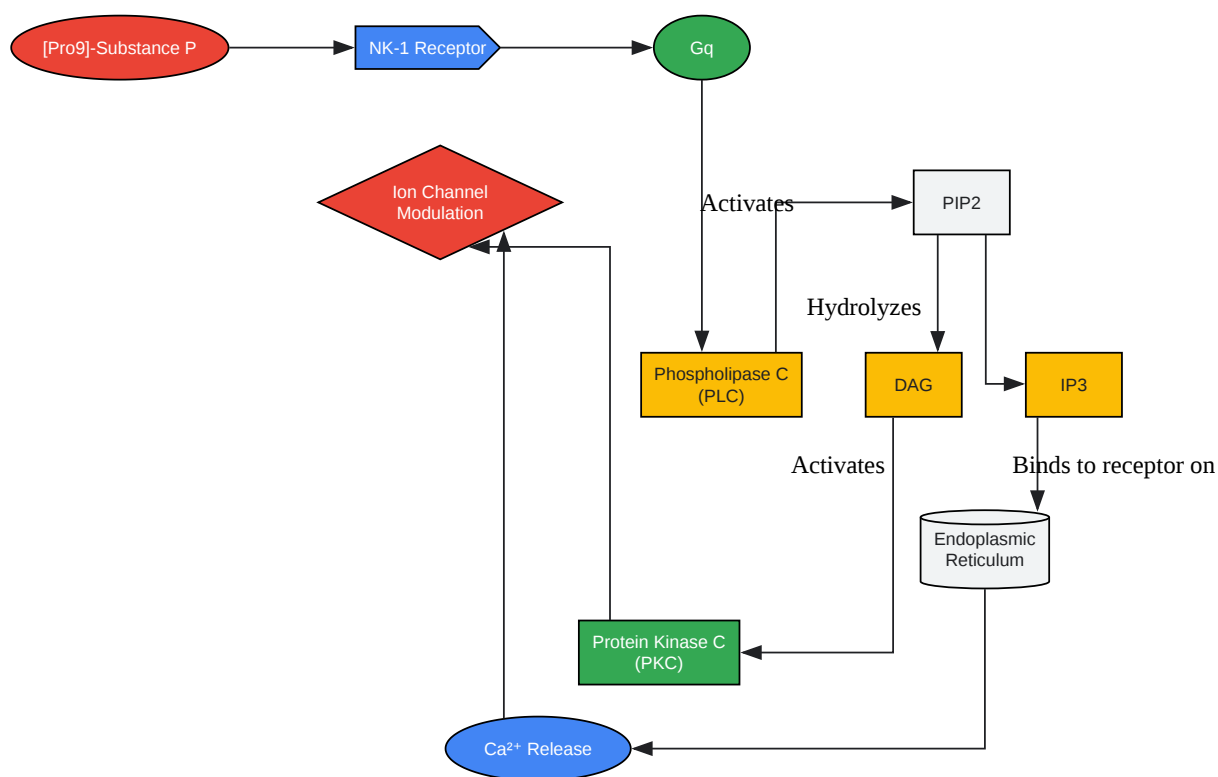 [Pro9]-Substance P
NK-1 Receptor
Gq
Ion Channel
Modulation
Activates
PIP2
Hydrolyzes
Phospholipase C
(PLC)
DAG
IP3
Activates
Binds to receptor on
Endoplasmic
Reticulum
Protein Kinase C
(PKC)
Ca²⁺ Release